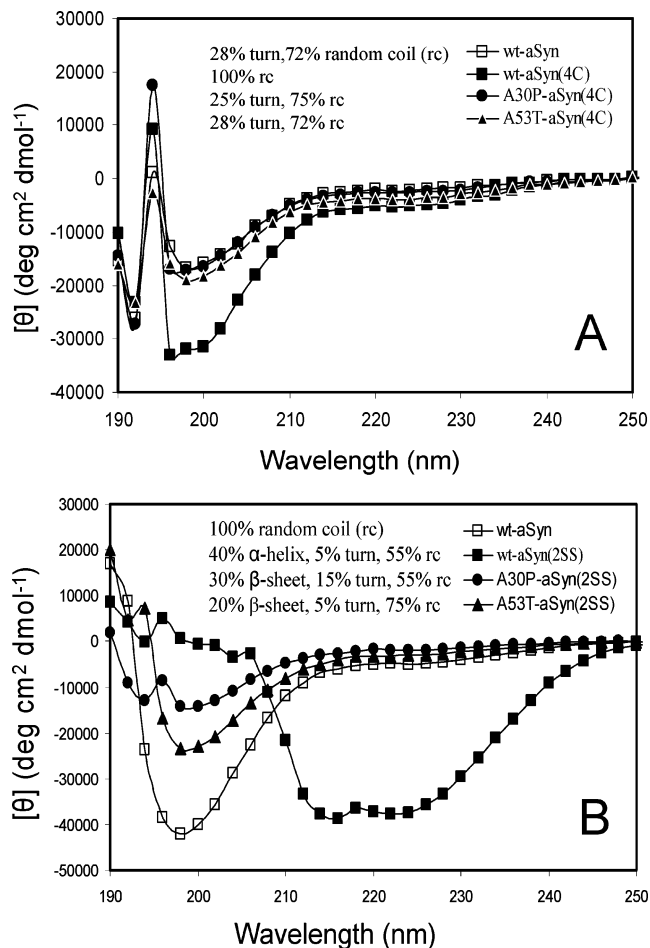 [θ] (deg cm² dmol⁻¹)
20000
10000
0
-10000
-20000
-30000
-40000
30000
28% turn,72% random coil (rc)
100% rc
25% turn, 75% rc
28% turn, 72% rc
wt-aSyn
wt-aSyn(4C)
A30P-aSyn(4C)
A53T-aSyn(4C)
A
190 200 210 220 230 240 250
Wavelength (nm)
[θ] (deg cm² dmol⁻¹)
30000
20000
10000
0
-10000
-20000
-30000
-40000
-50000
100% random coil (rc)
40% α-helix, 5% turn, 55% rc
30% β-sheet, 15% turn, 55% rc
20% β-sheet, 5% turn, 75% rc
wt-aSyn
wt-aSyn(2SS)
A30P-aSyn(2SS)
A53T-aSyn(2SS)
B
190 200 210 220 230 240 250
Wavelength (nm)